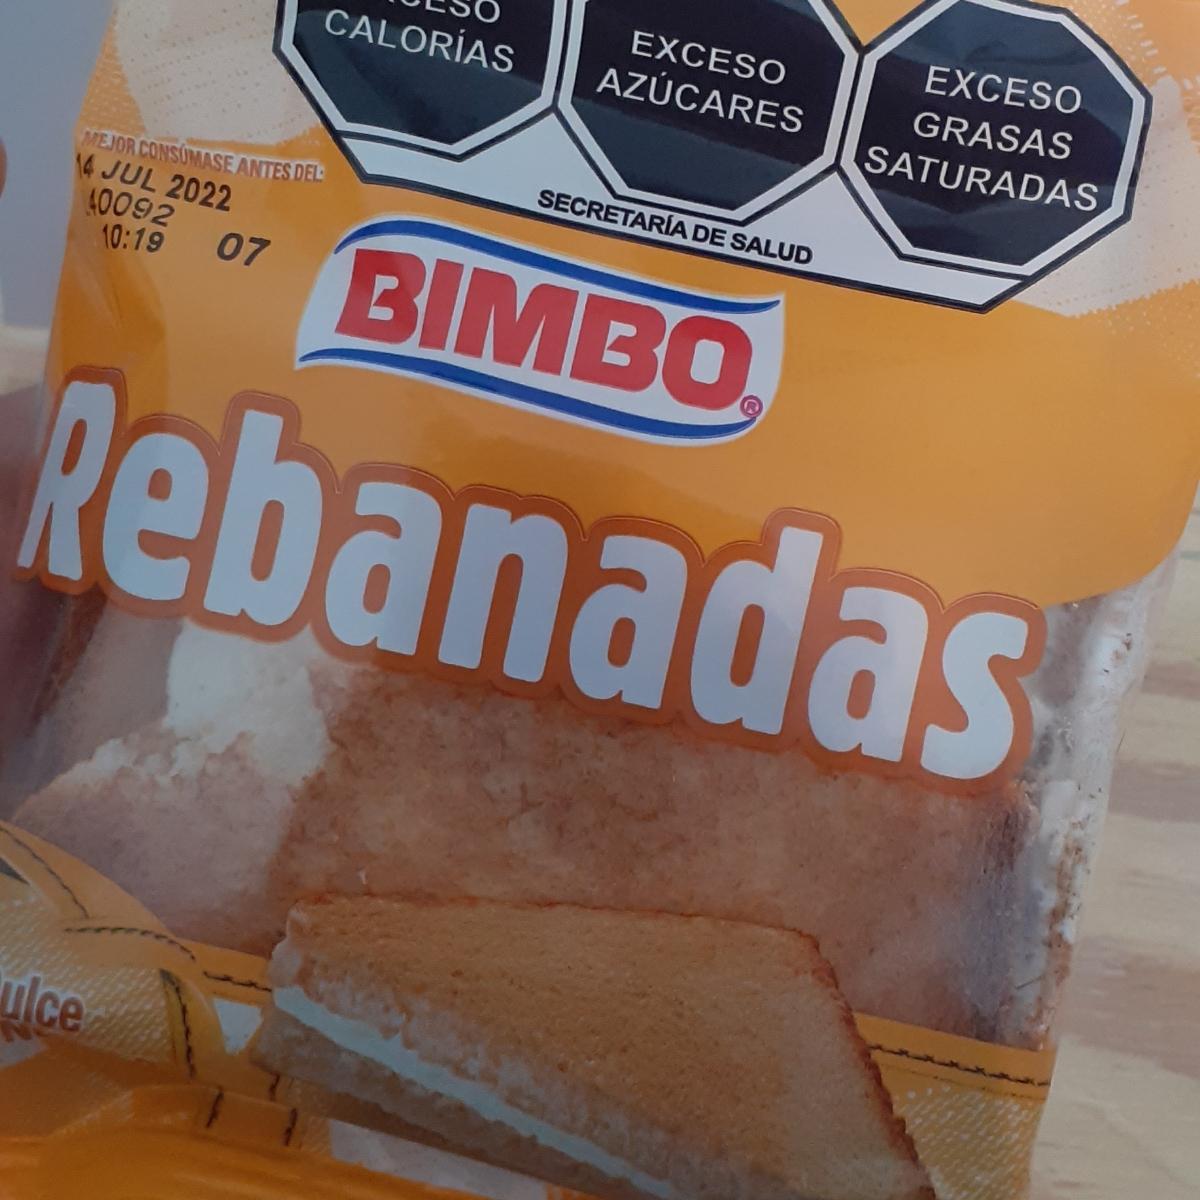 EXCESO
CALORÍAS
EXCESO
AZÚCARES
EXCESO
GRASAS
SATURADAS
SECRETARÍA DE SALUD
MEJOR CONSÚMASE ANTES DEL:
14 JUL 2022
10:19 07
BIMBO®
Rebanadas